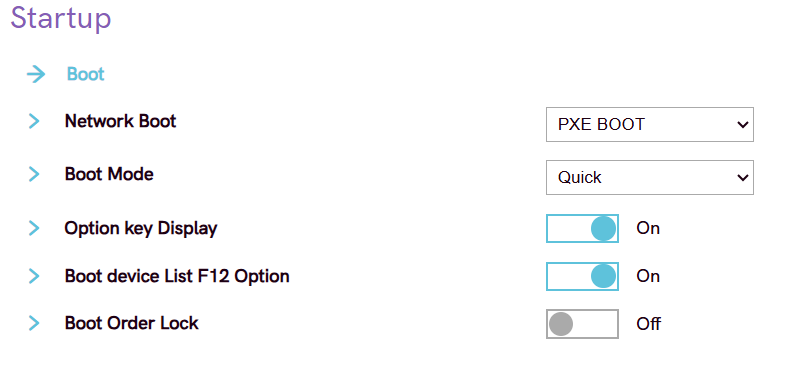 Startup
Boot
Network Boot PXE BOOT
Boot Mode Quick
Option key Display On
Boot device List F12 Option On
Boot Order Lock Off